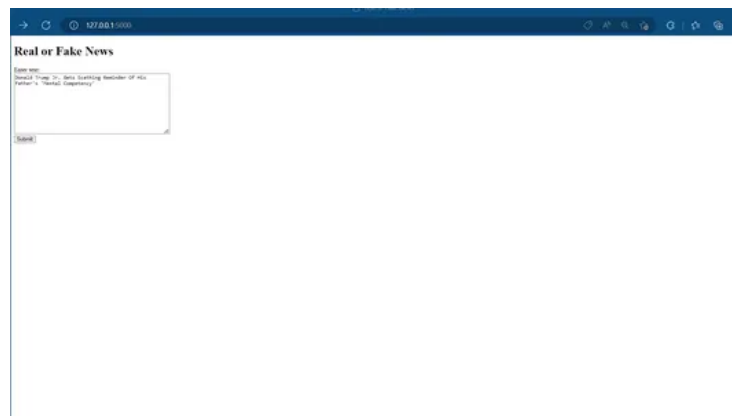 127.0.0.1:5000
Real or Fake News
Enter text:
Donald Trump Jr. Gets Scathing Reminder Of His
Father's 'Mental Competency'
Submit